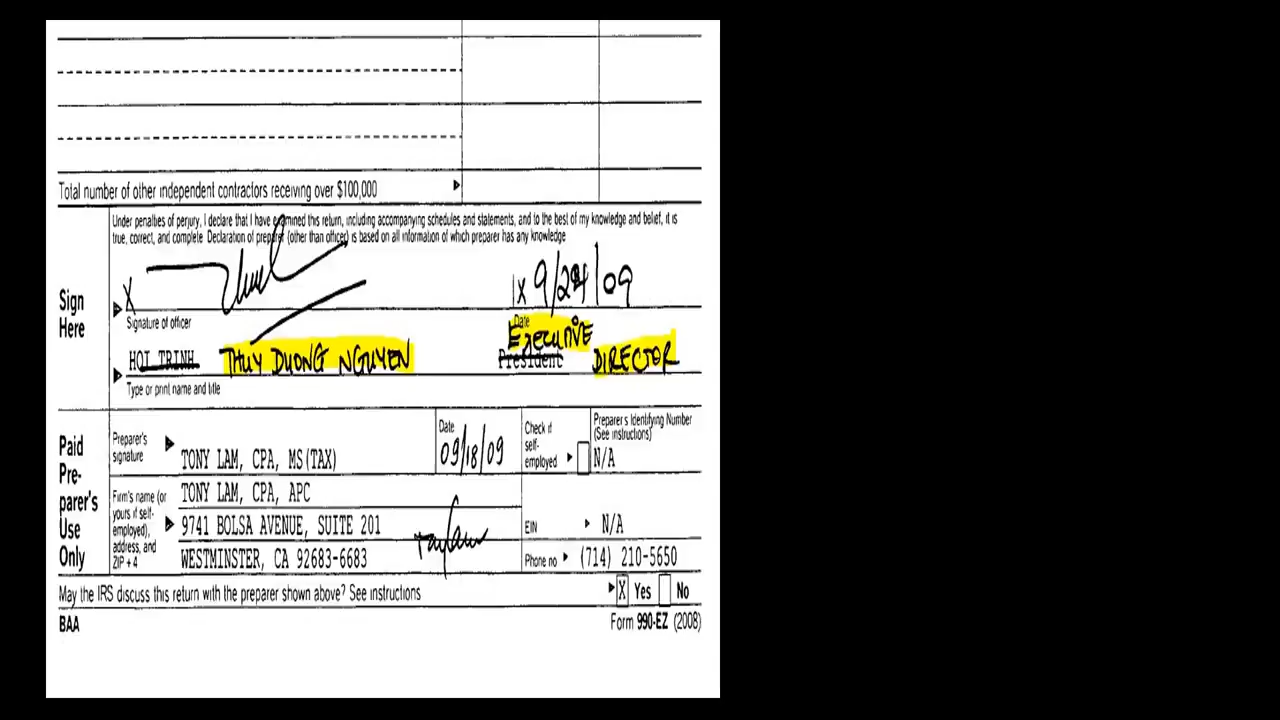 Total number of other independent contractors receiving over $100,000
Under penalties of perjury, I declare that I have examined this return, including accompanying schedules and statements, and to the best of my knowledge and belief, it is
true, correct, and complete Declaration of preparer (other than officer) is based on all information of which preparer has any knowledge
Sign
Here
X
X 9/24/09
Signature of officer
Date
HOI TRINH THUY DUONG NGUYEN
President EXECUTIVE DIRECTOR
Type or print name and title
Paid
Pre-
parer's
Use
Only
Preparer's
signature
TONY LAM, CPA, MS(TAX)
Date
09/18/09
Check if
self-
employed
Preparer's Identifying Number
(See instructions)
N/A
Firm's name (or
yours if self-
employed),
address, and
ZIP + 4
TONY LAM, CPA, APC
9741 BOLSA AVENUE, SUITE 201
WESTMINSTER, CA 92683-6683
EIN N/A
Phone no (714) 210-5650
May the IRS discuss this return with the preparer shown above? See instructions
X Yes No
BAA
Form 990-EZ (2008)